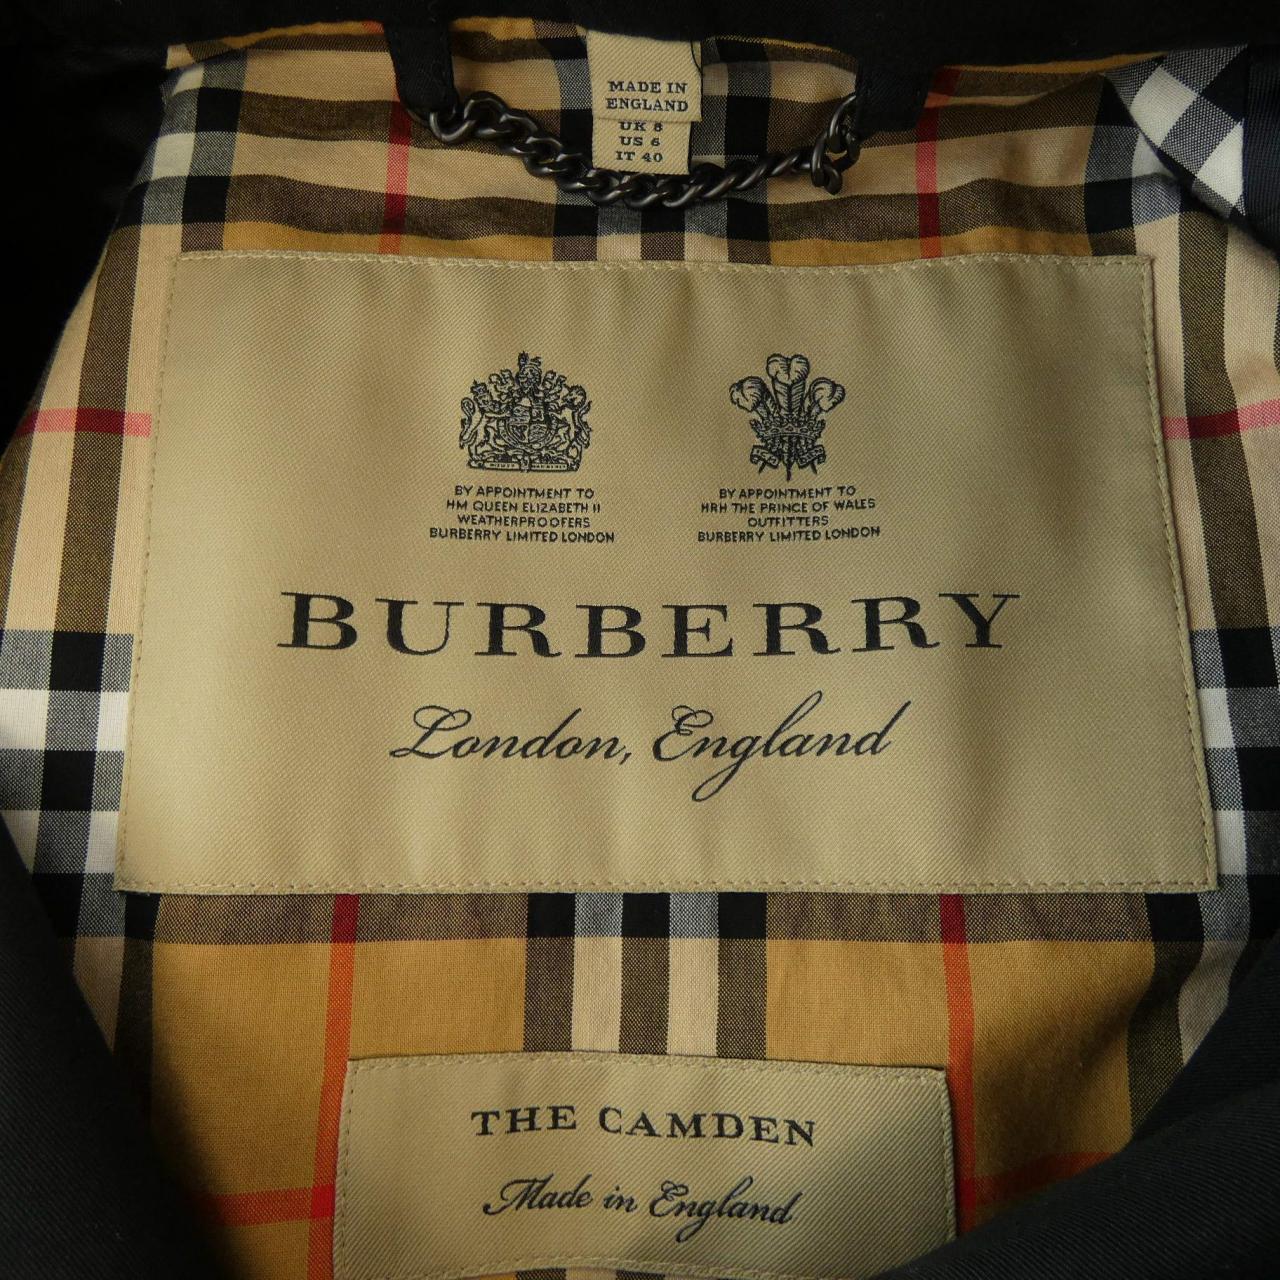 MADE IN
ENGLAND
UK 8
US 6
IT 40
BY APPOINTMENT TO
HM QUEEN ELIZABETH II
WEATHERPROOFERS
BURBERRY LIMITED LONDON
BY APPOINTMENT TO
HRH THE PRINCE OF WALES
OUTFITTERS
BURBERRY LIMITED LONDON
BURBERRY
London, England
THE CAMDEN
Made in England